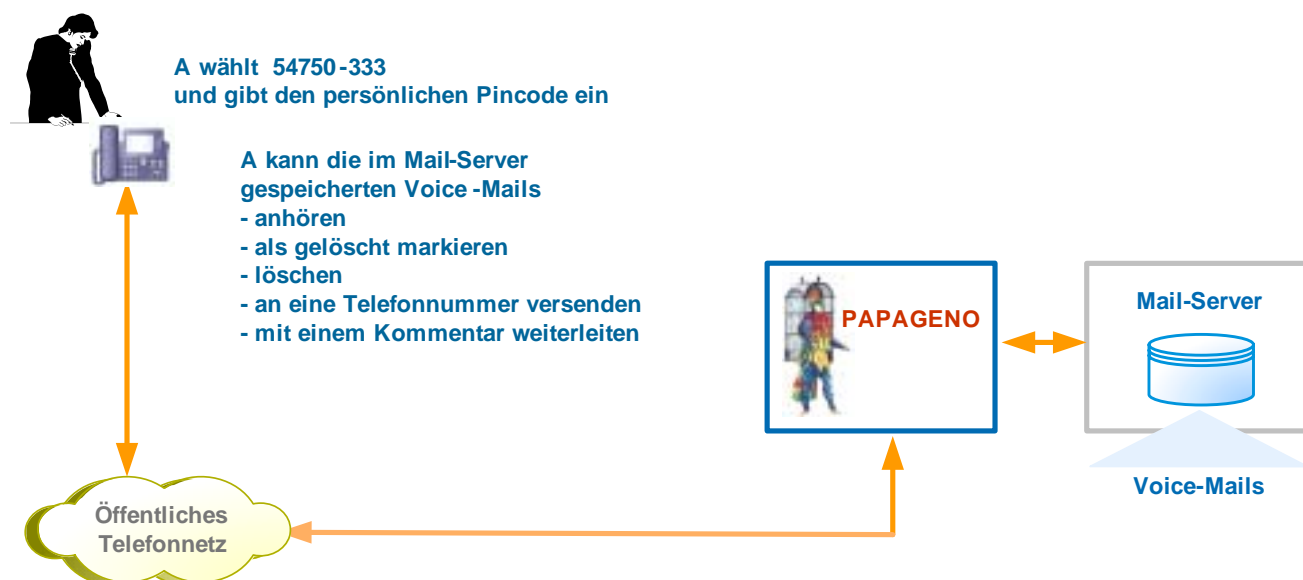 A wählt 54750-333
und gibt den persönlichen Pincode ein
A kann die im Mail-Server
gespeicherten Voice -Mails
- anhören
- als gelöscht markieren
- löschen
- an eine Telefonnummer versenden
- mit einem Kommentar weiterleiten
PAPAGENO
Mail-Server
Voice-Mails
Öffentliches
Telefonnetz